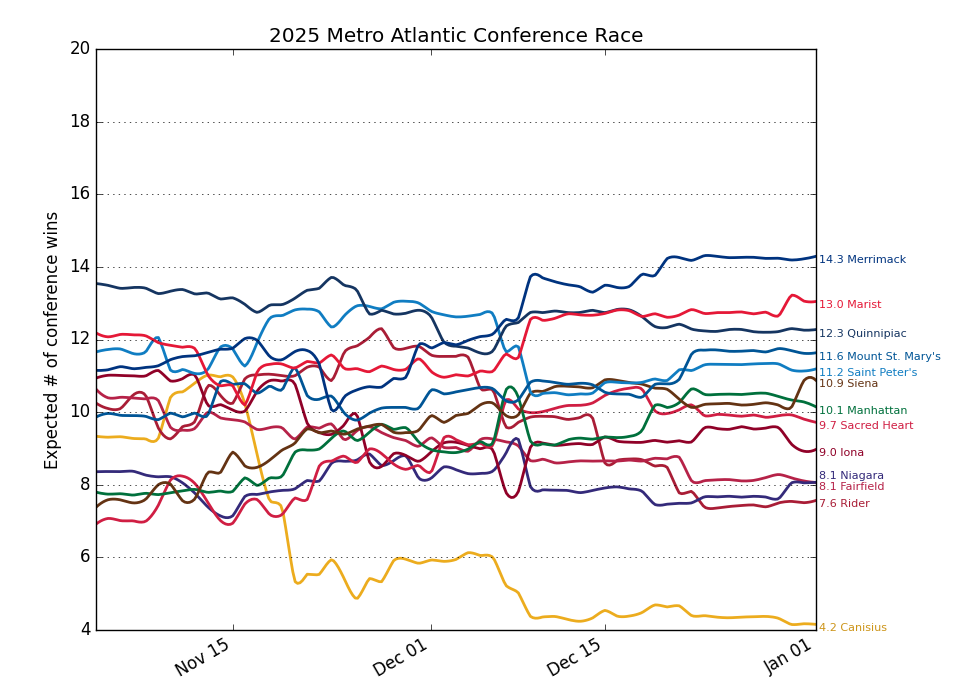 2025 Metro Atlantic Conference Race
Expected # of conference wins
20
18
16
14
12
10
8
6
4
Nov 15
Dec 01
Dec 15
Jan 01
14.3 Merrimack
13.0 Marist
12.3 Quinnipiac
11.6 Mount St. Mary's
11.2 Saint Peter's
10.9 Siena
10.1 Manhattan
9.7 Sacred Heart
9.0 Iona
8.1 Niagara
8.1 Fairfield
7.6 Rider
4.2 Canisius